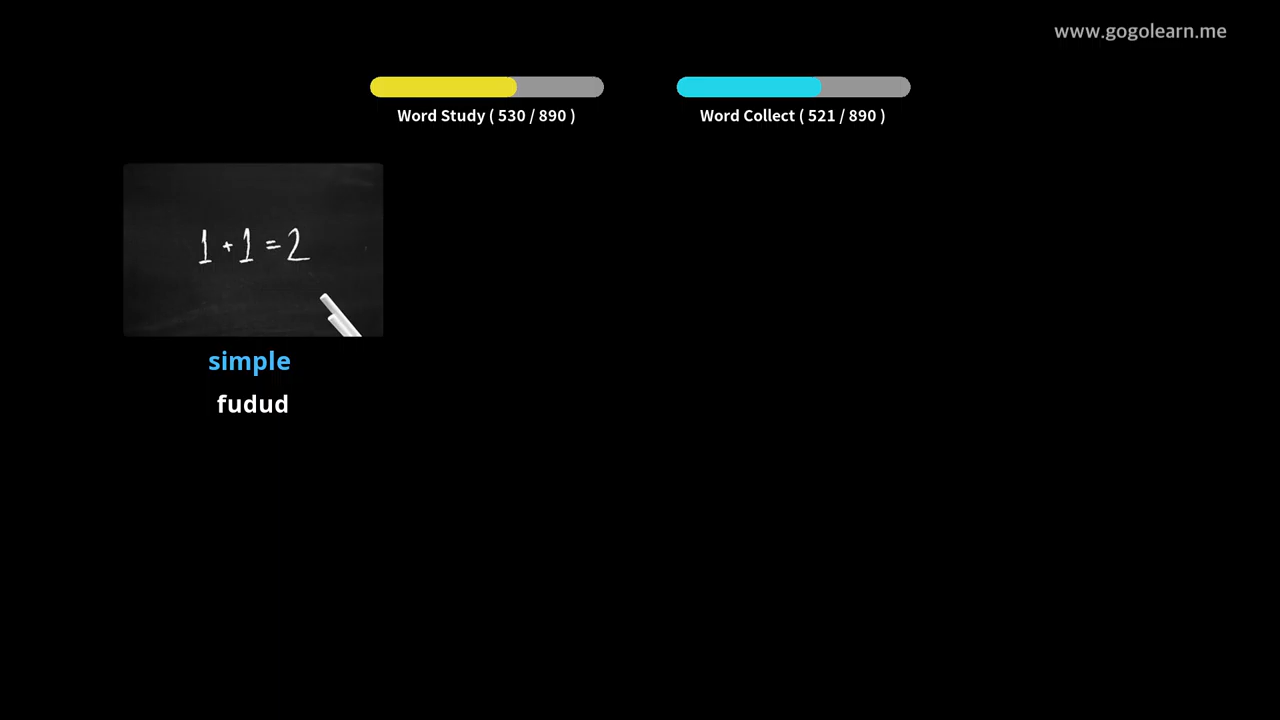 www.gogolearn.me
Word Study ( 530 / 890 )
Word Collect ( 521 / 890 )
1 + 1 = 2
simple
fudud